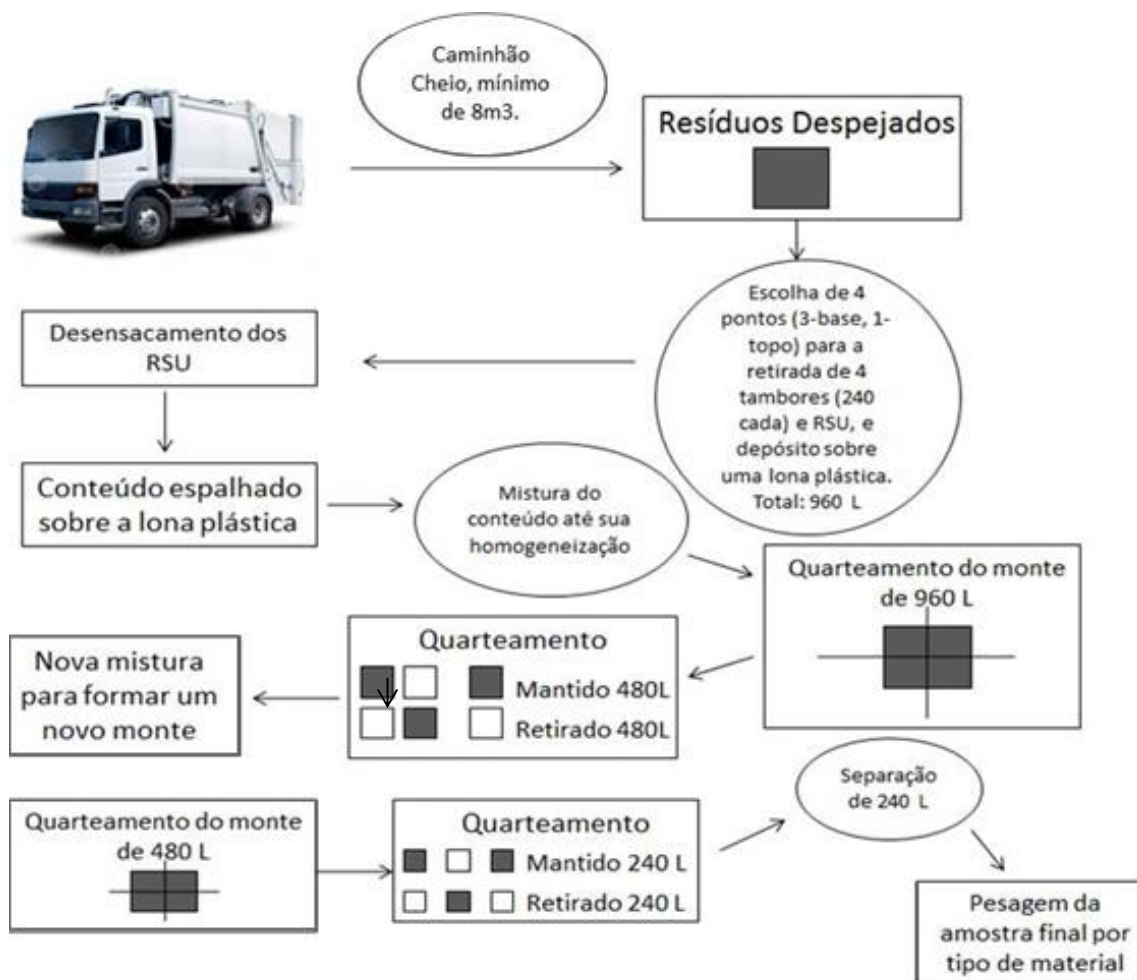 Caminhão
Cheio, mínimo
de 8m3.
Resíduos Despejados
Escolha de 4
pontos (3-base, 1-
topo) para a
retirada de 4
tambores (240
cada) e RSU, e
depósito sobre
uma lona plástica.
Total: 960 L
Desensacamento dos
RSU
Conteúdo espalhado
sobre a lona plástica
Mistura do
conteúdo até sua
homogeneização
Quarteamento do monte
de 960 L
Quarteamento
Mantido 480L
Retirado 480L
Nova mistura
para formar um
novo monte
Quarteamento do monte
de 480 L
Quarteamento
Mantido 240 L
Retirado 240 L
Separação
de 240 L
Pesagem da
amostra final por
tipo de material